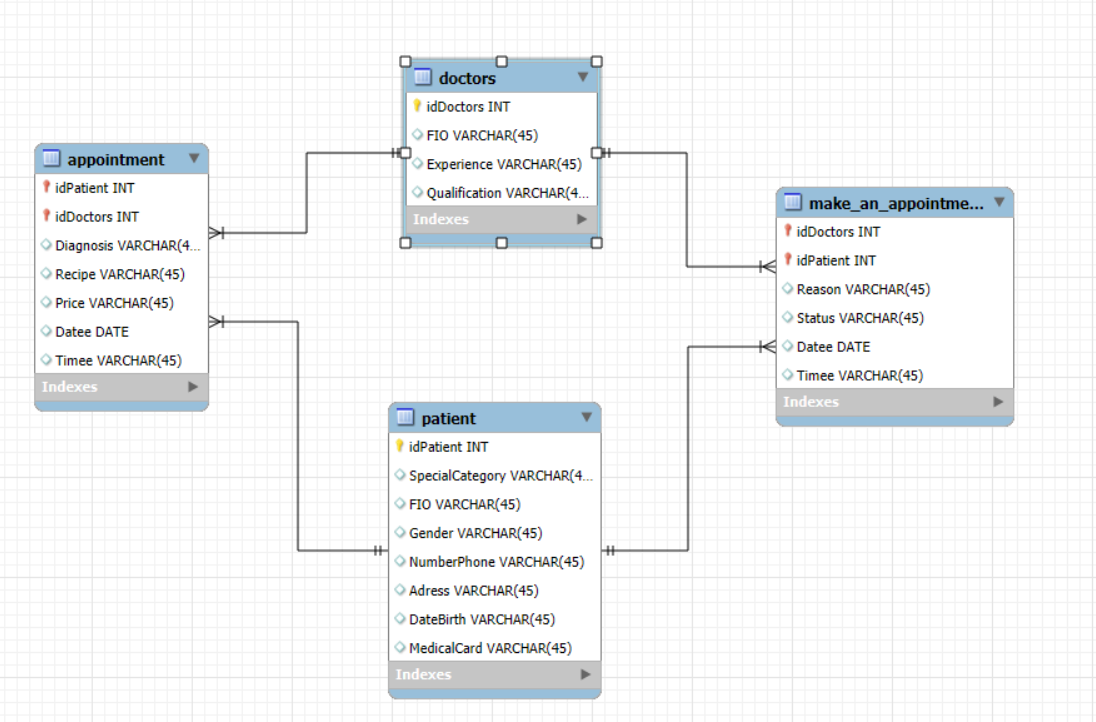 doctors
idDoctors INT
FIO VARCHAR(45)
Experience VARCHAR(45)
Qualification VARCHAR(4...
Indexes
appointment
idPatient INT
idDoctors INT
Diagnosis VARCHAR(4...
Recipe VARCHAR(45)
Price VARCHAR(45)
Datee DATE
Timee VARCHAR(45)
Indexes
make_an_appointme...
idDoctors INT
idPatient INT
Reason VARCHAR(45)
Status VARCHAR(45)
Datee DATE
Timee VARCHAR(45)
Indexes
patient
idPatient INT
SpecialCategory VARCHAR(4...
FIO VARCHAR(45)
Gender VARCHAR(45)
NumberPhone VARCHAR(45)
Adress VARCHAR(45)
DateBirth VARCHAR(45)
MedicalCard VARCHAR(45)
Indexes